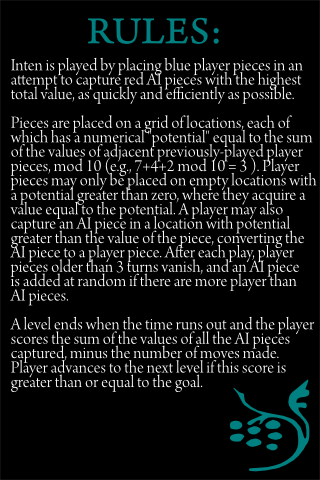 RULES:
Inten is played by placing blue player pieces in an
attempt to capture red AI pieces with the highest
total value, as quickly and efficiently as possible.
Pieces are placed on a grid of locations, each of
which has a numerical "potential" equal to the sum
of the values of adjacent previously-played player
pieces, mod 10 (e.g., 7+4+2 mod 10 = 3 ). Player
pieces may only be placed on empty locations with
a potential greater than zero, where they acquire a
value equal to the potential. A player may also
capture an AI piece in a location with potential
greater than the value of the piece, converting the
AI piece to a player piece. After each play, player
pieces older than 3 turns vanish, and an AI piece
is added at random if there are more player than
AI pieces.
A level ends when the time runs out and the player
scores the sum of the values of all the AI pieces
captured, minus the number of moves made.
Player advances to the next level if this score is
greater than or equal to the goal.